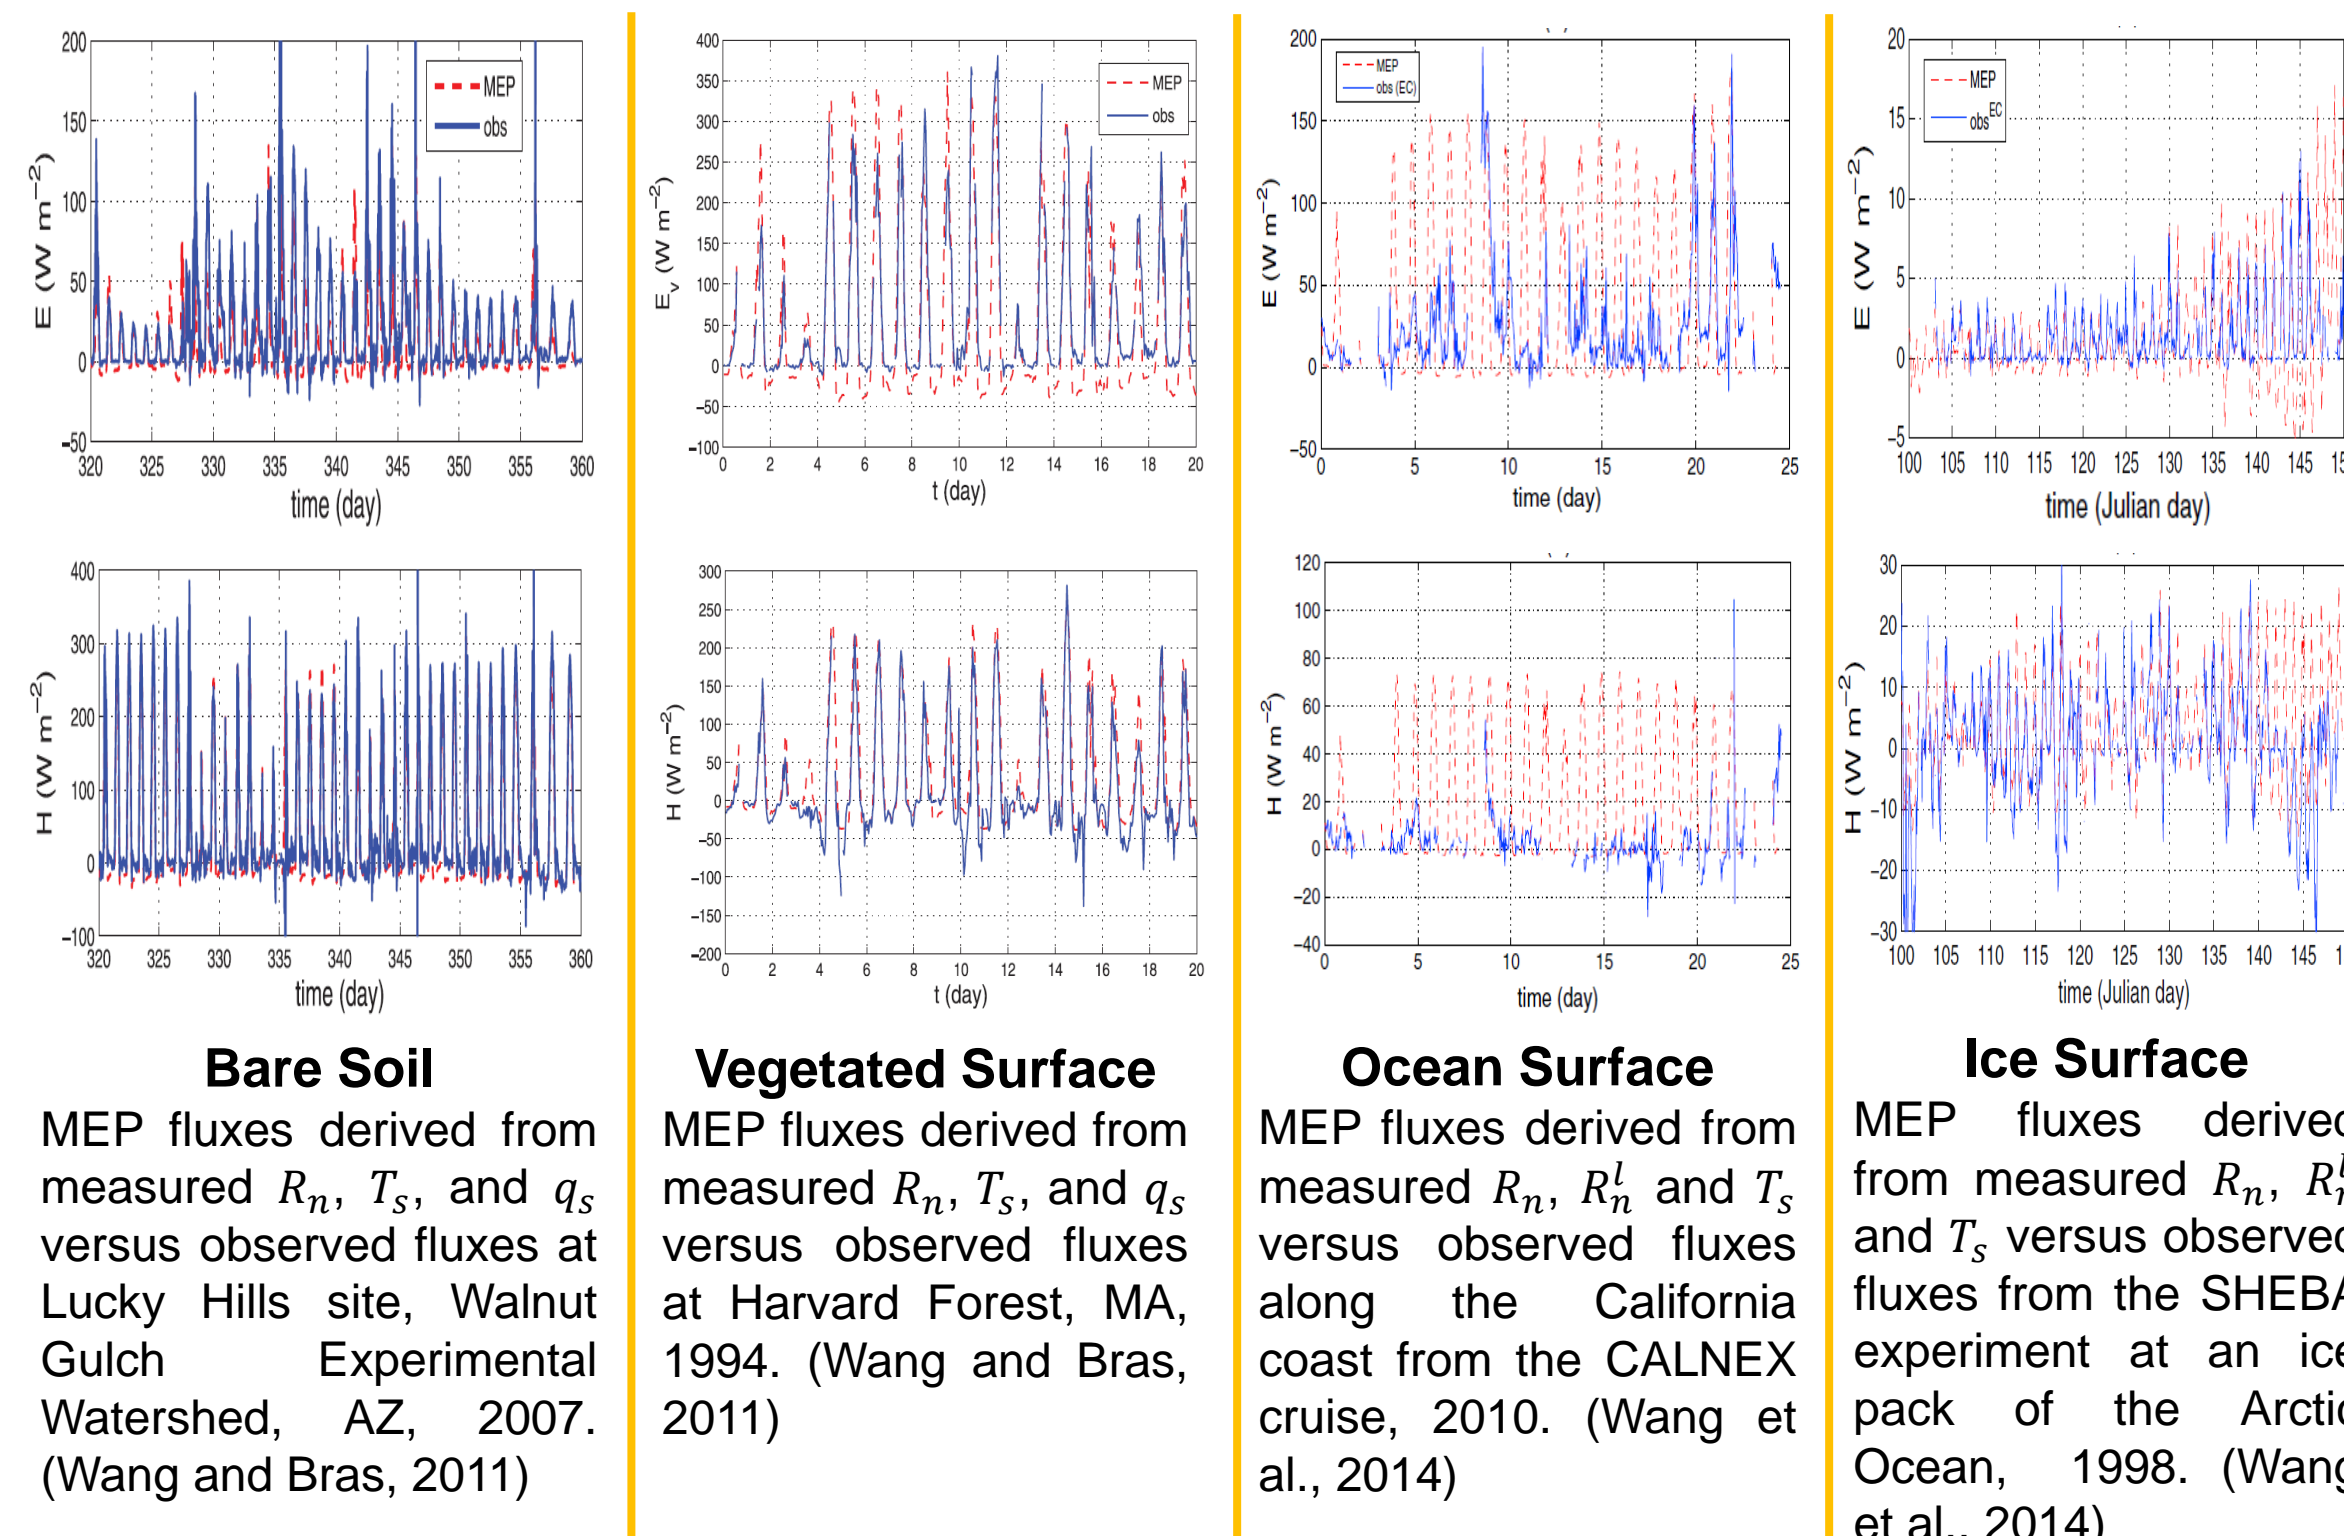 200
150
100
50
0
−50
E (W m−2)
MEP
obs
320 325 330 335 340 345 350 355 360
time (day)
400
300
200
100
0
−100
H (W m−2)
320 325 330 335 340 345 350 355 360
time (day)
Bare Soil
MEP fluxes derived from
measured Rn, Ts, and qs
versus observed fluxes at
Lucky Hills site, Walnut
Gulch Experimental
Watershed, AZ, 2007.
(Wang and Bras, 2011)
400
350
300
250
200
150
100
50
0
−50
−100
Ev (W m−2)
MEP
obs
0 2 4 6 8 10 12 14 16 18 20
t (day)
300
250
200
150
100
50
0
−50
−100
−150
−200
H (W m−2)
0 2 4 6 8 10 12 14 16 18 20
t (day)
Vegetated Surface
MEP fluxes derived from
measured Rn, Ts, and qs
versus observed fluxes
at Harvard Forest, MA,
1994. (Wang and Bras,
2011)
200
150
100
50
0
−50
E (W m−2)
MEP
obs (EC)
0 5 10 15 20 25
time (day)
120
100
80
60
40
20
0
−20
−40
H (W m−2)
0 5 10 15 20 25
time (day)
Ocean Surface
MEP fluxes derived from
measured Rn, Rnl and Ts
versus observed fluxes
along the California
coast from the CALNEX
cruise, 2010. (Wang et
al., 2014)
20
15
10
5
0
−5
E (W m−2)
MEP
obsEC
100 105 110 115 120 125 130 135 140 145 15
time (Julian day)
30
20
10
0
−10
−20
−30
H (W m−2)
100 105 110 115 120 125 130 135 140 145 1
time (Julian day)
Ice Surface
MEP fluxes derived
from measured Rn, Rnl
and Ts versus observed
fluxes from the SHEBA
experiment at an ice
pack of the Arctic
Ocean, 1998. (Wang
et al., 2014)